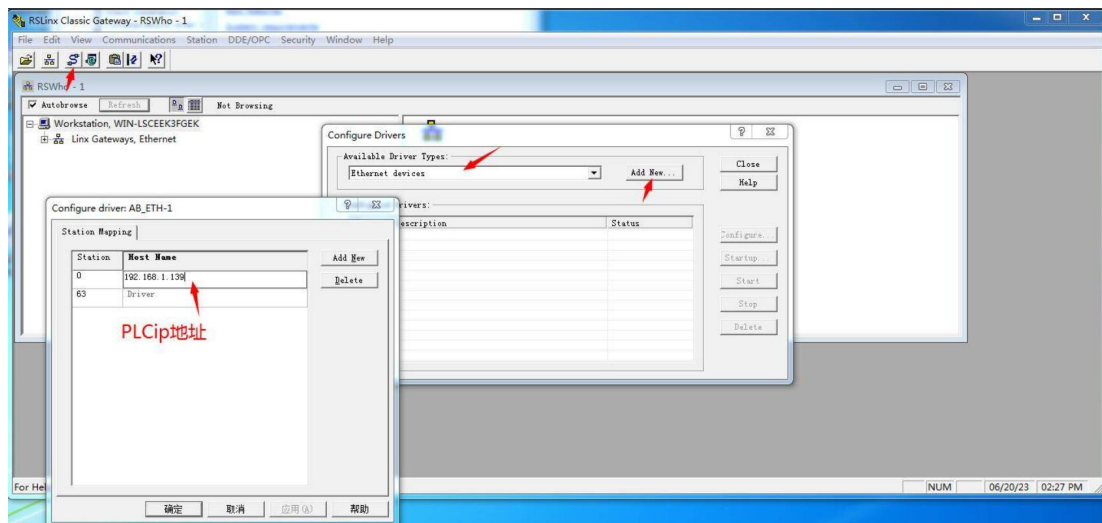 RSLinx Classic Gateway - RSWho - 1
File Edit View Communications Station DDE/OPC Security Window Help
RSWho - 1
Autobrowse Refresh Not Browsing
Workstation, WIN-LSCEEK3FGEK
Linx Gateways, Ethernet
Configure Drivers
Available Driver Types:
Ethernet devices
Add New...
Close
Help
rivers:
escription Status
Configure.
Startup...
Start
Stop
Delete
Configure driver: AB_ETH-1
Station Mapping
Station Host Name
0 192.168.1.139
63 Driver
Add New
Delete
PLCip地址
确定 取消 应用(A) 帮助
For Hel
NUM 06/20/23 02:27 PM